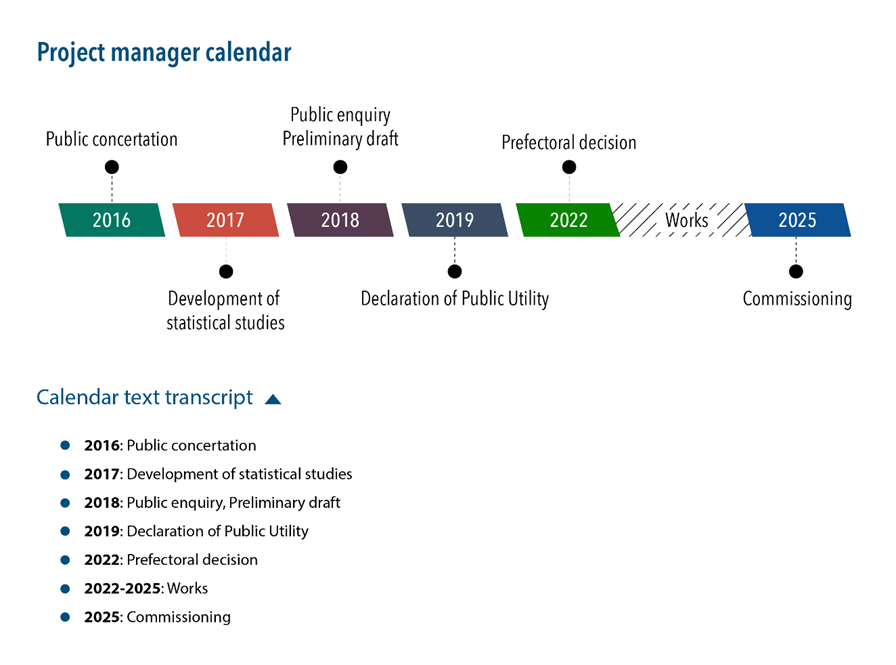 Project manager calendar
Public enquiry
Preliminary draft
Public concertation
Prefectoral decision
2016
2017
2018
2019
2022
Works
2025
Development of
statistical studies
Declaration of Public Utility
Commissioning
Calendar text transcript
2016: Public concertation
2017: Development of statistical studies
2018: Public enquiry, Preliminary draft
2019: Declaration of Public Utility
2022: Prefectoral decision
2022-2025: Works
2025: Commissioning